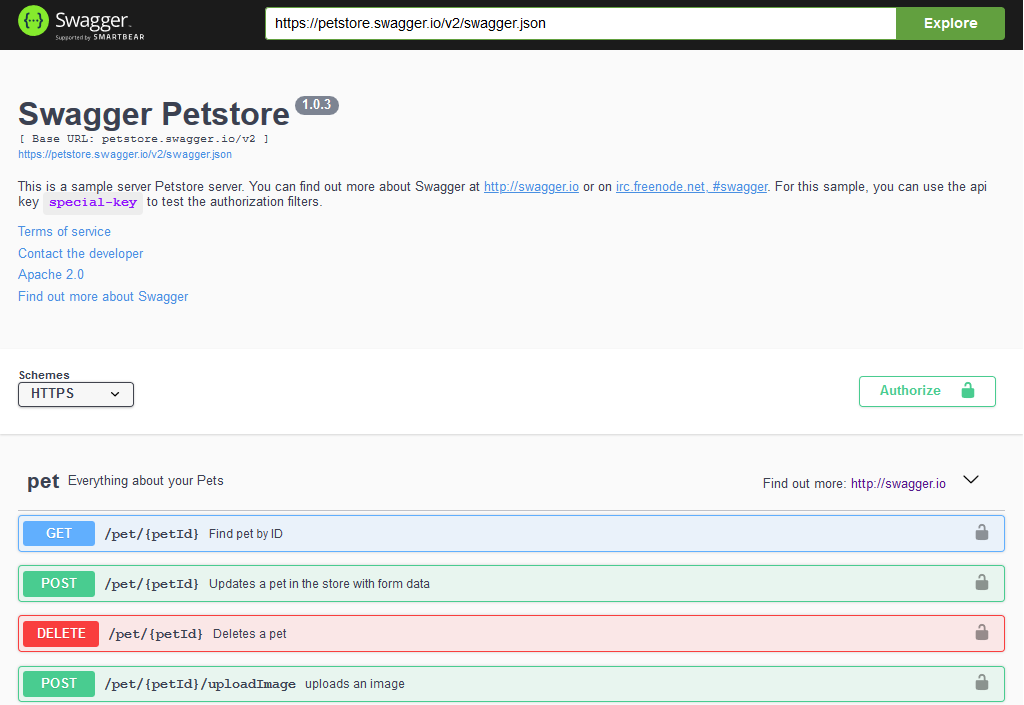 Swagger.
Supported by SMARTBEAR
https://petstore.swagger.io/v2/swagger.json
Explore
Swagger Petstore 1.0.3
[ Base URL: petstore.swagger.io/v2 ]
https://petstore.swagger.io/v2/swagger.json
This is a sample server Petstore server. You can find out more about Swagger at http://swagger.io or on irc.freenode.net, #swagger. For this sample, you can use the api
key special-key to test the authorization filters.
Terms of service
Contact the developer
Apache 2.0
Find out more about Swagger
Schemes
HTTPS
Authorize
pet Everything about your Pets
Find out more: http://swagger.io
GET /pet/{petId} Find pet by ID
POST /pet/{petId} Updates a pet in the store with form data
DELETE /pet/{petId} Deletes a pet
POST /pet/{petId}/uploadImage uploads an image